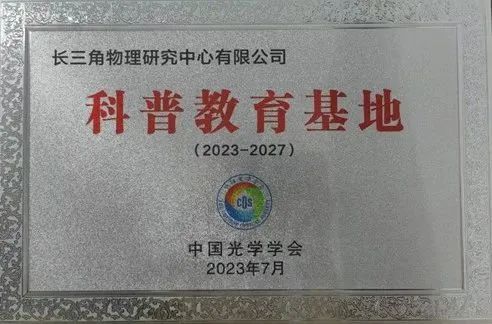 长三角物理研究中心有限公司
科普教育基地
(2023-2027)
COS
中国光学学会
2023年7月